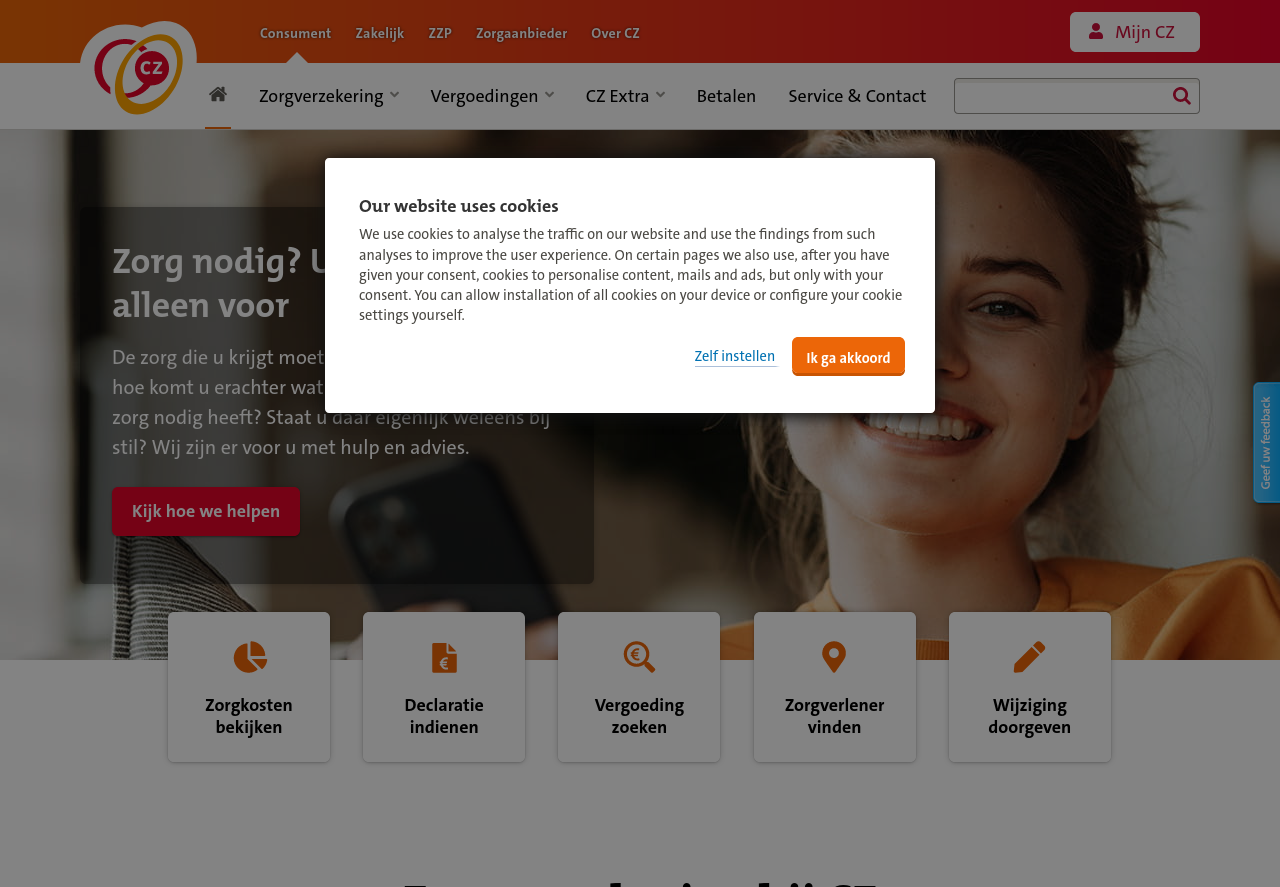 Consument Zakelijk ZZP Zorgaanbieder Over CZ
Mijn CZ
CZ
Zorgverzekering Vergoedingen CZ Extra Betalen Service & Contact
Our website uses cookies
We use cookies to analyse the traffic on our website and use the findings from such
analyses to improve the user experience. On certain pages we also use, after you have
given your consent, cookies to personalise content, mails and ads, but only with your
consent. You can allow installation of all cookies on your device or configure your cookie
settings yourself.
Zelf instellen Ik ga akkoord
Zorg nodig? U
alleen voor
De zorg die u krijgt moet
hoe komt u erachter wat
zorg nodig heeft? Staat u daar eigenlijk weleens bij
stil? Wij zijn er voor u met hulp en advies.
Kijk hoe we helpen
Geef uw feedback
Zorgkosten
bekijken
Declaratie
indienen
Vergoeding
zoeken
Zorgverlener
vinden
Wijziging
doorgeven